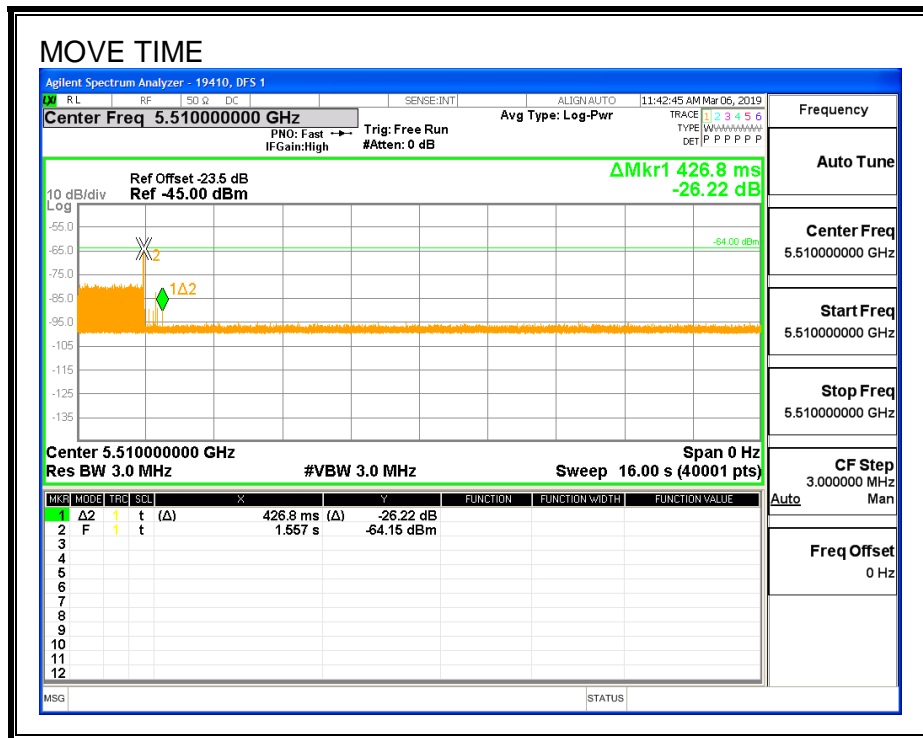 MOVE TIME
Agilent Spectrum Analyzer - 19410, DFS 1
LXI RL RF 50 Ω DC SENSE:INT ALIGN AUTO 11:42:45 AM Mar 06, 2019
Center Freq 5.510000000 GHz
PNO: Fast
IFGain:High
Trig: Free Run
#Atten: 0 dB
Avg Type: Log-Pwr
TRACE 1 2 3 4 5 6
TYPE WWWWWW
DET P P P P P P
ΔMkr1 426.8 ms
-26.22 dB
Ref Offset -23.5 dB
10 dB/div Ref -45.00 dBm
Log
-55.0
-65.0
-75.0
-85.0
-95.0
-105
-115
-125
-135
-64.00 dBm
2
1Δ2
Center 5.510000000 GHz Span 0 Hz
Res BW 3.0 MHz #VBW 3.0 MHz Sweep 16.00 s (40001 pts)
MKR MODE TRC SCL X Y FUNCTION FUNCTION WIDTH FUNCTION VALUE
1 Δ2 1 t (Δ) 426.8 ms (Δ) -26.22 dB
2 F 1 t 1.557 s -64.15 dBm
3
4
5
6
7
8
9
10
11
12
MSG STATUS
Frequency
Auto Tune
Center Freq
5.510000000 GHz
Start Freq
5.510000000 GHz
Stop Freq
5.510000000 GHz
CF Step
3.000000 MHz
Auto Man
Freq Offset
0 Hz